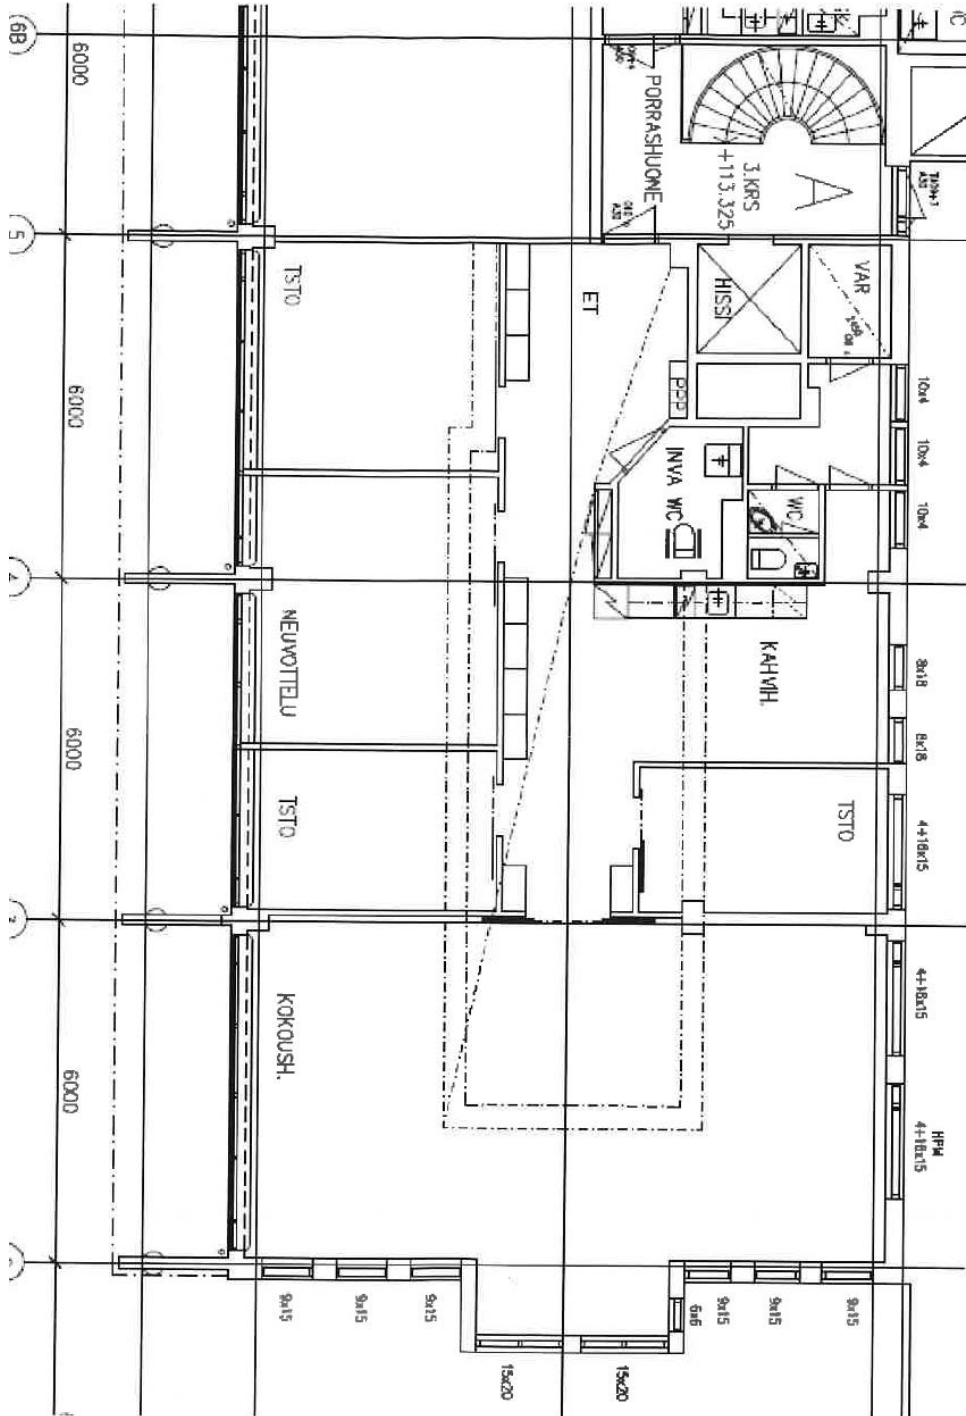 6B
6000
PORRASHUONE
3.KRS
+113.325
A
5
TSTO
ET
HISSI
VAR
6000
PPP
INVA WC
WC
10x4
10x4
10x4
4
NEUVOTTELU
KAHVIH.
8x18
8x18
6000
TSTO
TSTO
4+16x15
KOKOUSH.
4+18x15
6000
HPM
4+18x15
9x15
9x15
9x15
6x6
9x15
9x15
9x15
15x20
15x20